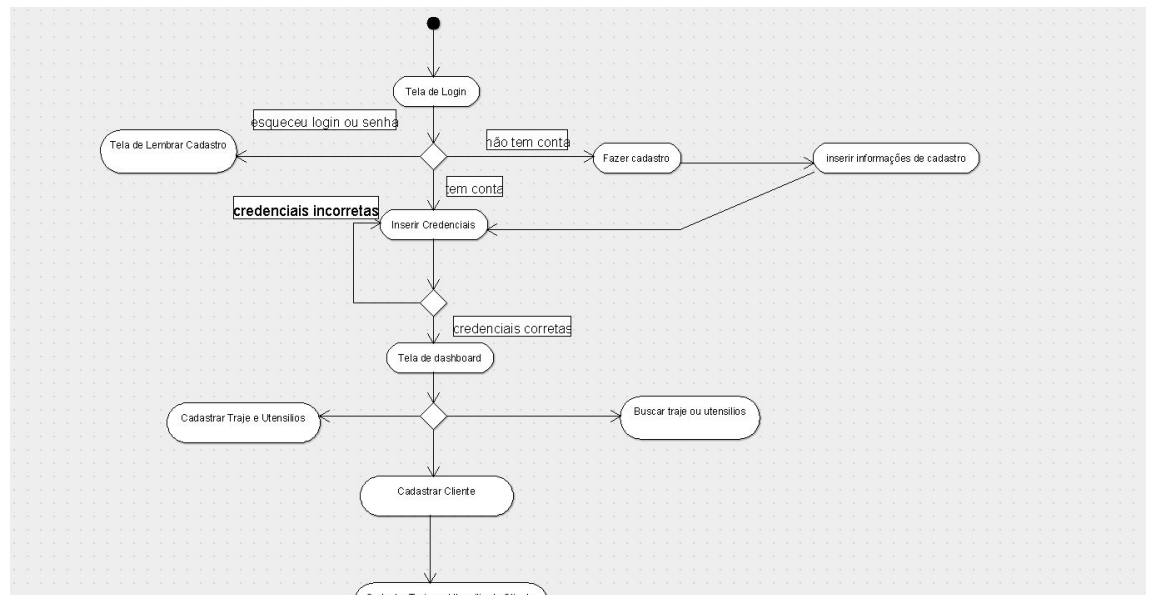 Tela de Login
esqueceu login ou senha
não tem conta
Tela de Lembrar Cadastro
Fazer cadastro
inserir informações de cadastro
tem conta
credenciais incorretas
Inserir Credenciais
credenciais corretas
Tela de dashboard
Cadastrar Traje e Utensilios
Buscar traje ou utensilios
Cadastrar Cliente